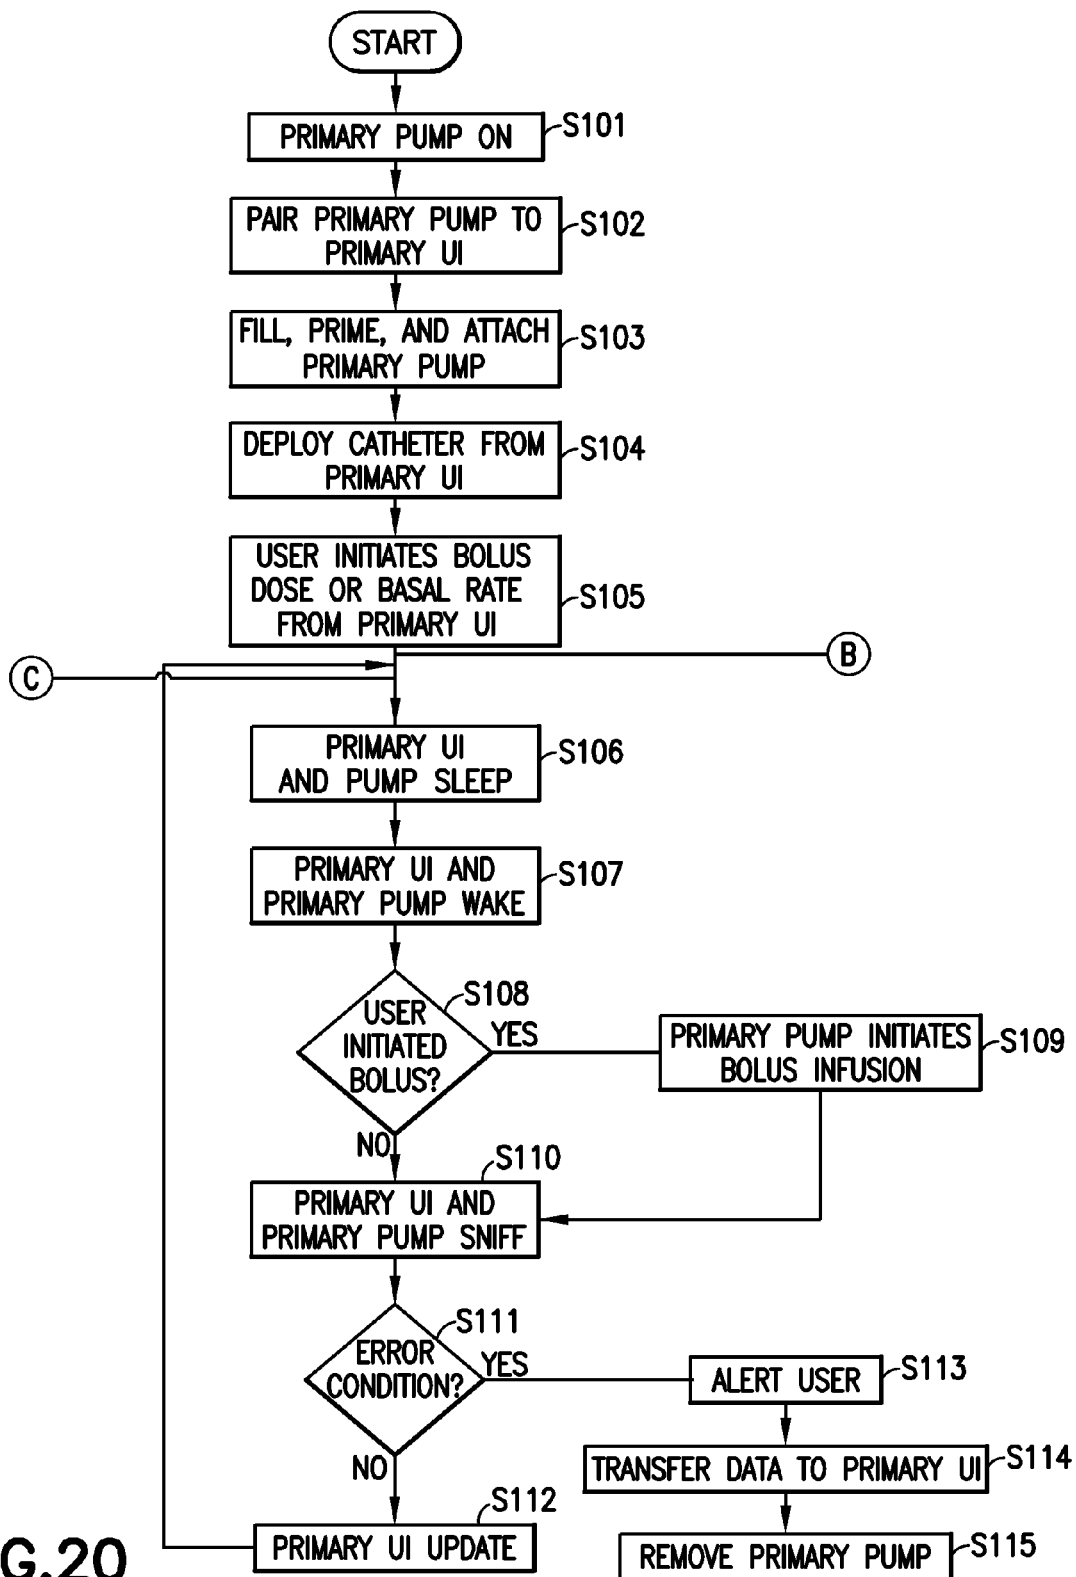 START
PRIMARY PUMP ON
S101
PAIR PRIMARY PUMP TO
PRIMARY UI
S102
FILL, PRIME, AND ATTACH
PRIMARY PUMP
S103
DEPLOY CATHETER FROM
PRIMARY UI
S104
USER INITIATES BOLUS
DOSE OR BASAL RATE
FROM PRIMARY UI
S105
B
C
PRIMARY UI
AND PUMP SLEEP
S106
PRIMARY UI AND
PRIMARY PUMP WAKE
S107
USER
INITIATED
BOLUS?
S108
YES
PRIMARY PUMP INITIATES
BOLUS INFUSION
S109
NO
PRIMARY UI AND
PRIMARY PUMP SNIFF
S110
ERROR
CONDITION?
S111
YES
ALERT USER
S113
TRANSFER DATA TO PRIMARY UI
S114
REMOVE PRIMARY PUMP
S115
NO
PRIMARY UI UPDATE
S112
G.20